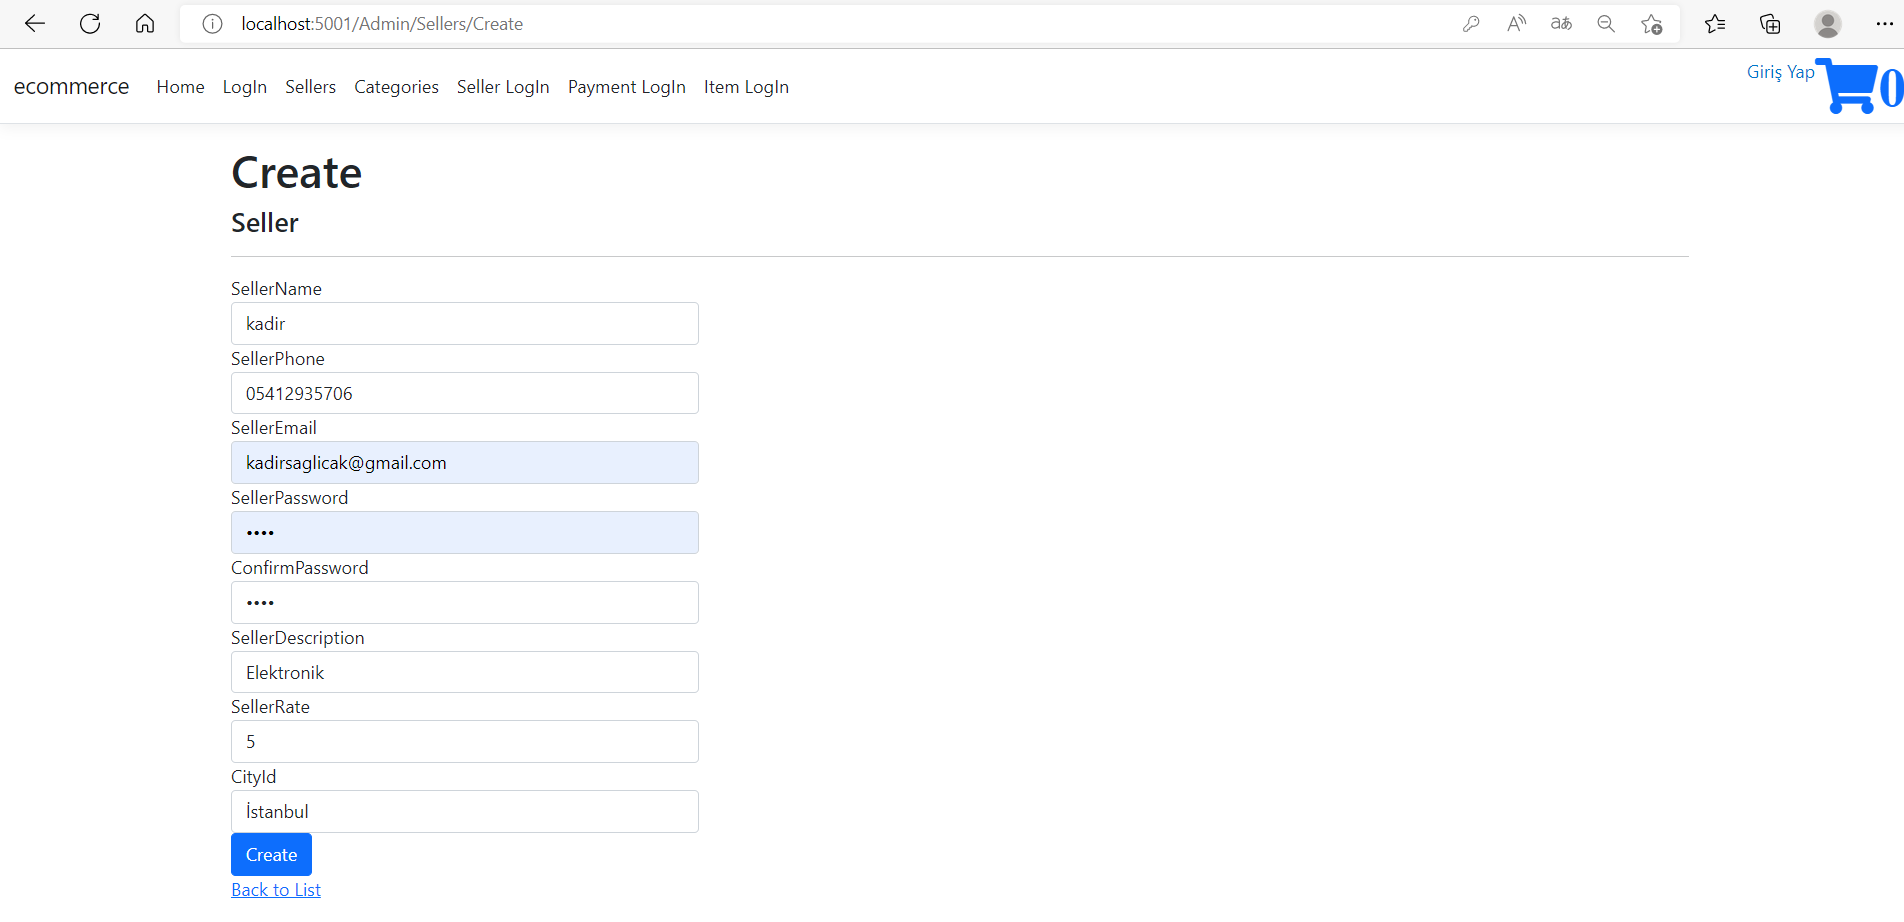 localhost:5001/Admin/Sellers/Create
ecommerce Home LogIn Sellers Categories Seller LogIn Payment LogIn Item LogIn Giriş Yap 0
Create
Seller
SellerName
kadir
SellerPhone
05412935706
SellerEmail
kadirsaglicak@gmail.com
SellerPassword
••••
ConfirmPassword
••••
SellerDescription
Elektronik
SellerRate
5
CityId
İstanbul
Create
Back to List